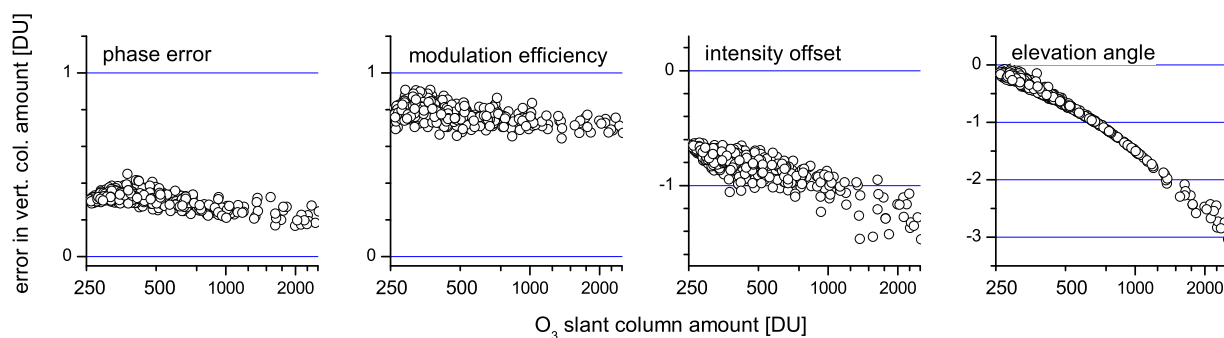 error in vert. col. amount [DU]
phase error
1
0
250 500 1000 2000
modulation efficiency
1
0
250 500 1000 2000
intensity offset
0
-1
250 500 1000 2000
elevation angle
0
-1
-2
-3
250 500 1000 2000
O₃ slant column amount [DU]